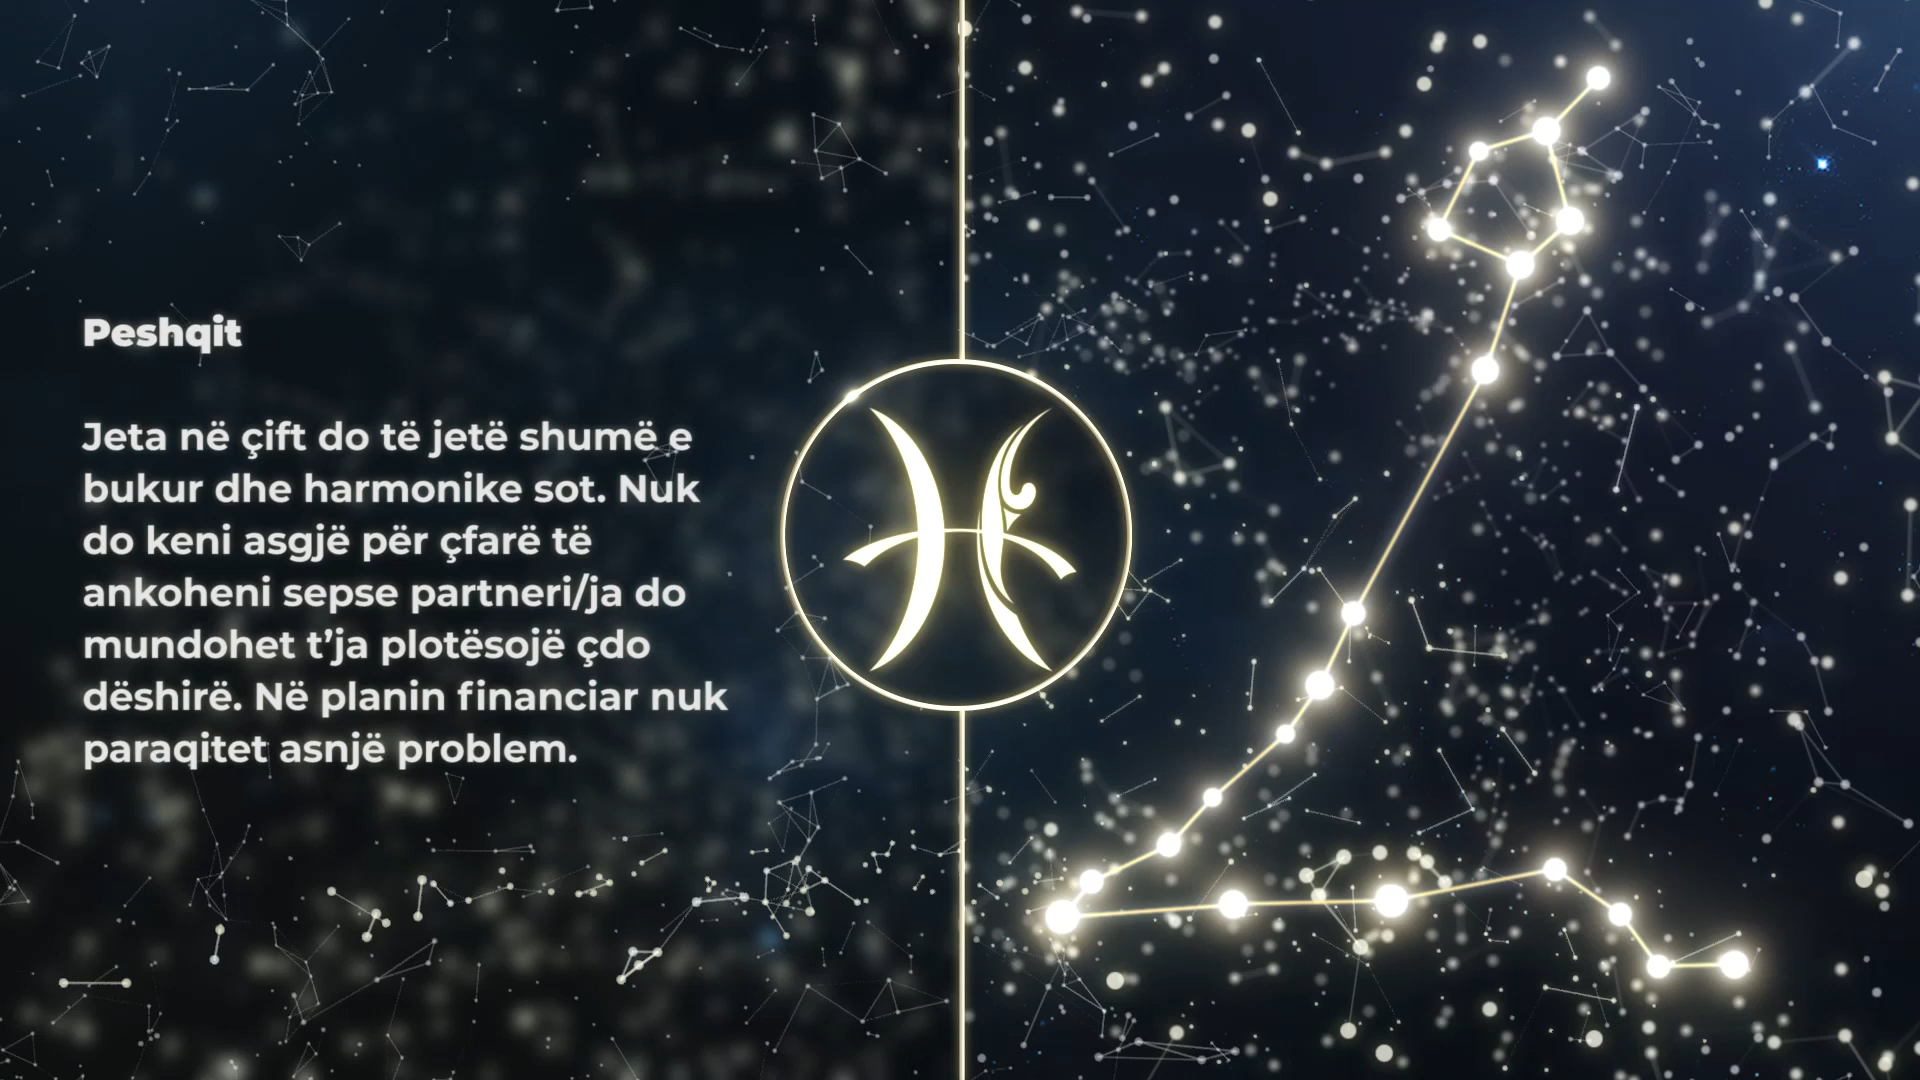 Peshqit
Jeta në çift do të jetë shumë e
bukur dhe harmonike sot. Nuk
do keni asgjë për çfarë të
ankoheni sepse partneri/ja do
mundohet t’ja plotësojë çdo
dëshirë. Në planin financiar nuk
paraqitet asnjë problem.